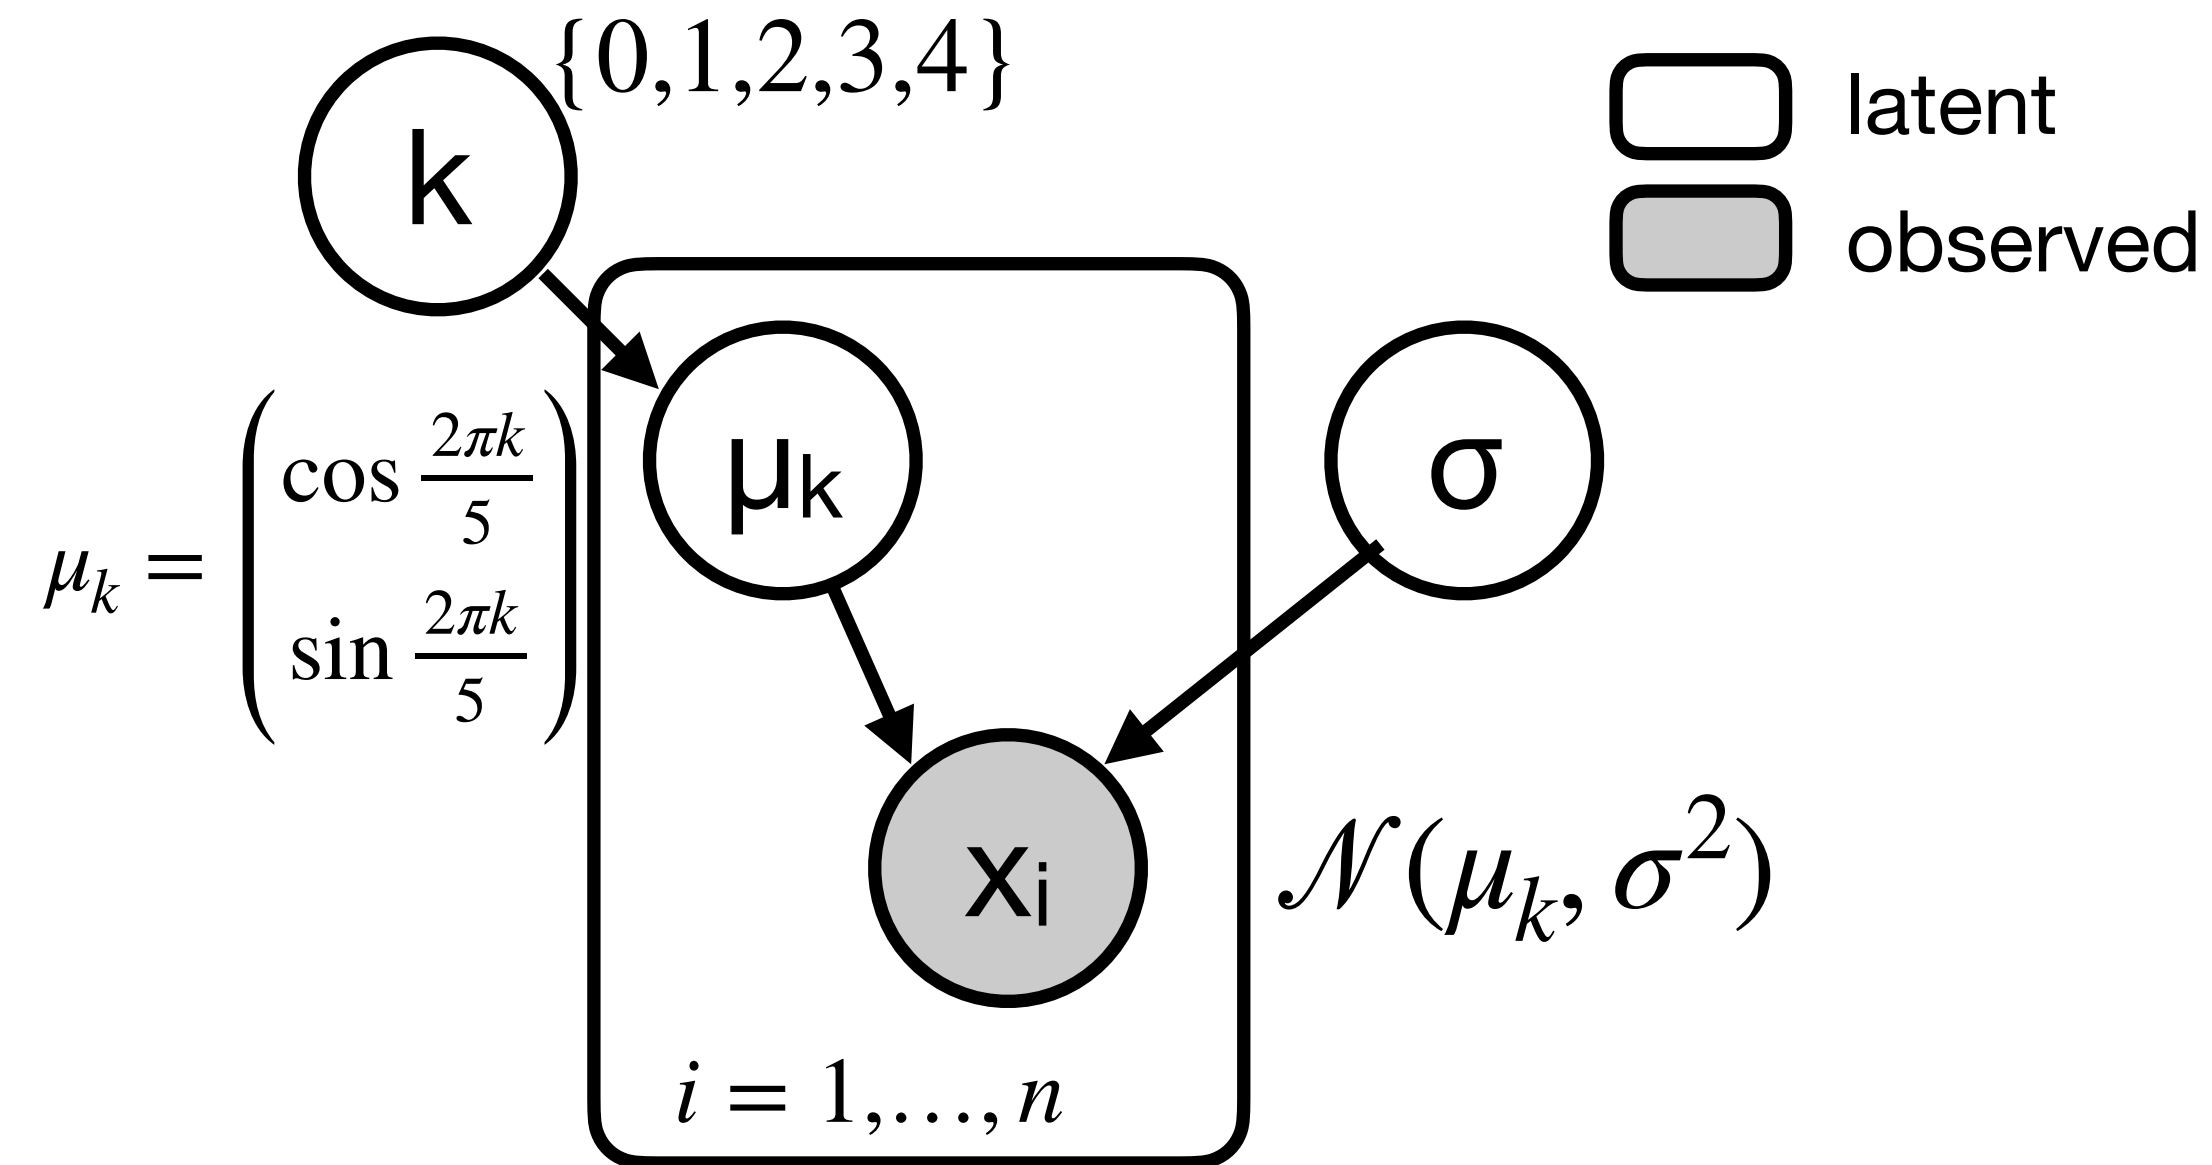 {0,1,2,3,4}
k
latent
observed
μk
σ
μ_k = ( cos 2πk/5
sin 2πk/5 )
xi
𝒩(μ_k, σ²)
i = 1,…, n